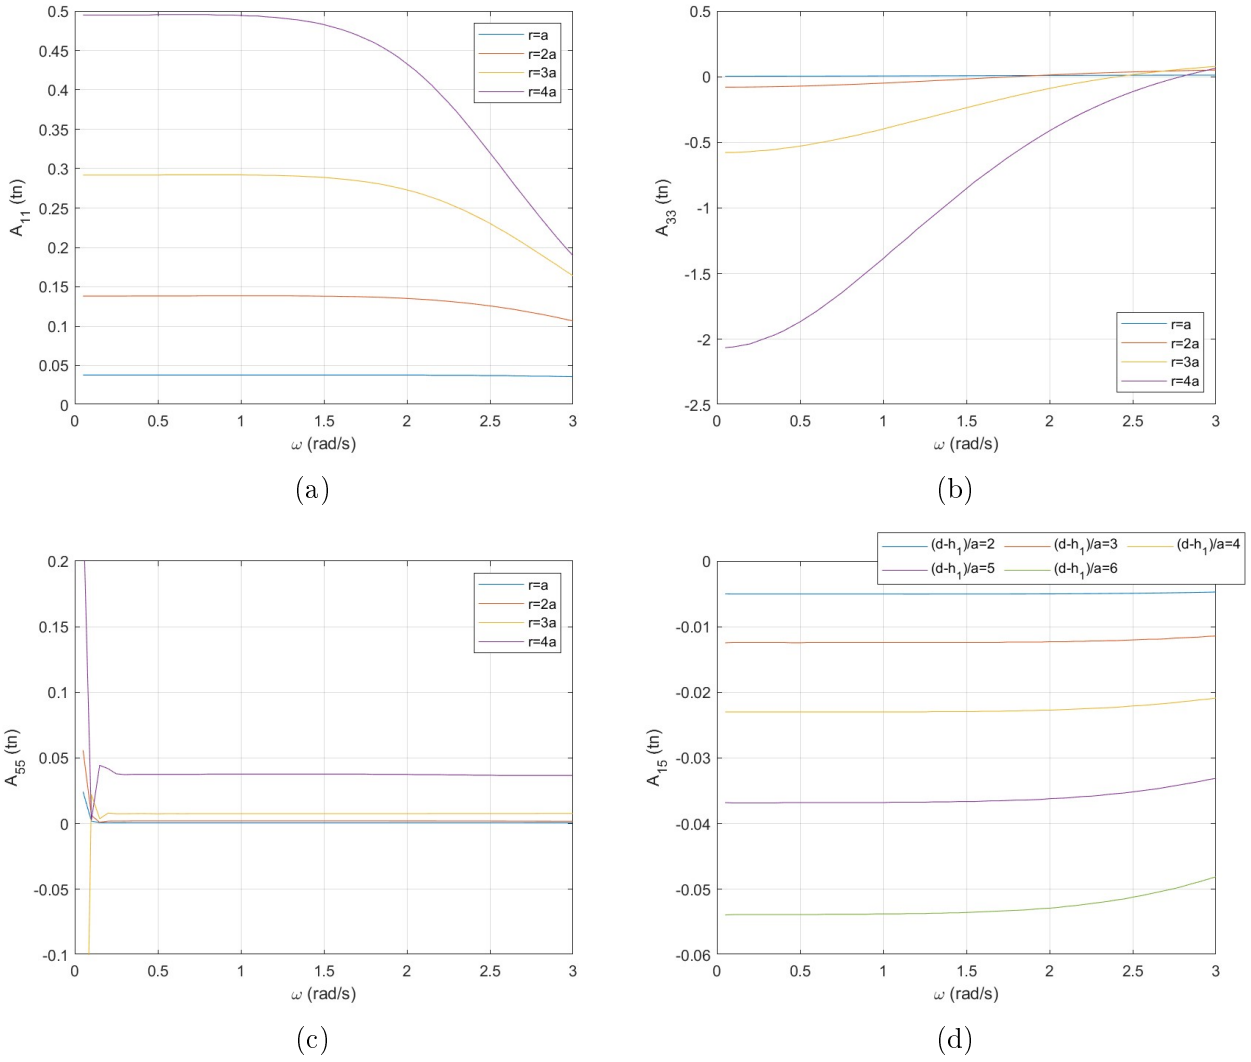 0.5
0.45
0.4
0.35
0.3
0.25
0.2
0.15
0.1
0.05
0
A11 (tn)
r=a
r=2a
r=3a
r=4a
0 0.5 1 1.5 2 2.5 3
ω (rad/s)
(a)
0.5
0
-0.5
-1
-1.5
-2
-2.5
A33 (tn)
r=a
r=2a
r=3a
r=4a
0 0.5 1 1.5 2 2.5 3
ω (rad/s)
(b)
0.2
0.15
0.1
0.05
0
-0.05
-0.1
A55 (tn)
r=a
r=2a
r=3a
r=4a
0 0.5 1 1.5 2 2.5 3
ω (rad/s)
(c)
(d-h1)/a=2 (d-h1)/a=3 (d-h1)/a=4
(d-h1)/a=5 (d-h1)/a=6
0
-0.01
-0.02
-0.03
-0.04
-0.05
-0.06
A15 (tn)
0 0.5 1 1.5 2 2.5 3
ω (rad/s)
(d)